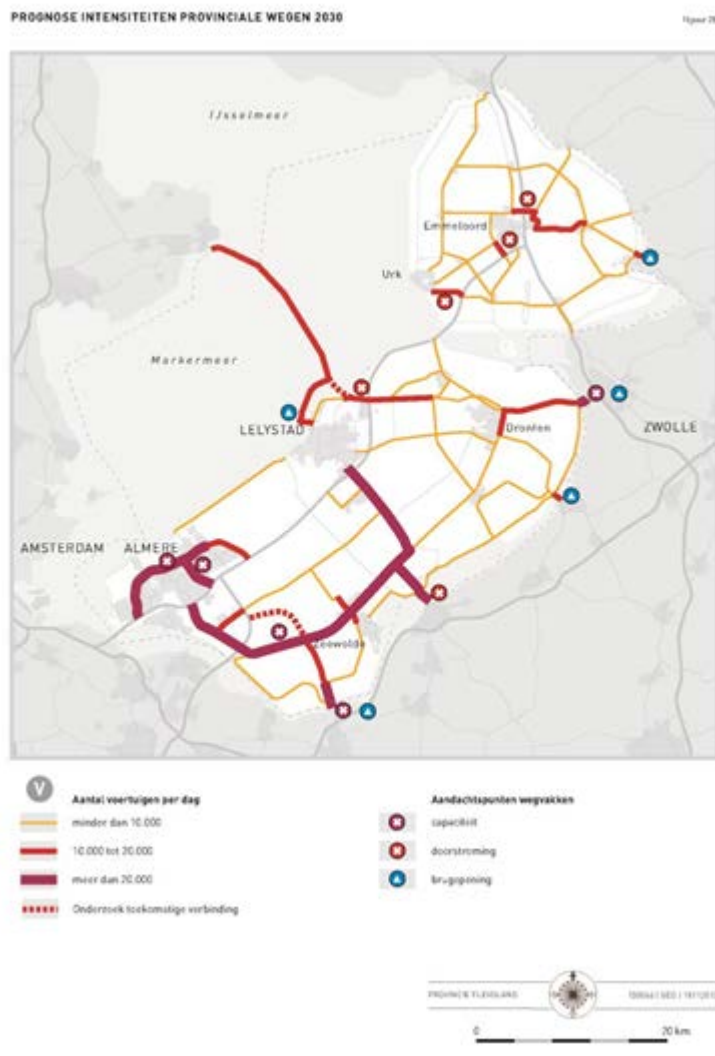 PROGNOSE INTENSITEITEN PROVINCIALE WEGEN 2030
IJsselmeer
Emmeloord
Urk
Markermeer
LELYSTAD
Dronten
ZWOLLE
AMSTERDAM
ALMERE
Zeewolde
V
Aantal voertuigen per dag
minder dan 10.000
10.000 tot 20.000
meer dan 20.000
Onderzoek toekomstige verbinding
Aandachtspunten wegvakken
capaciteit
doorstroming
brugopening
PROVINCIE FLEVOLAND
0
20 km